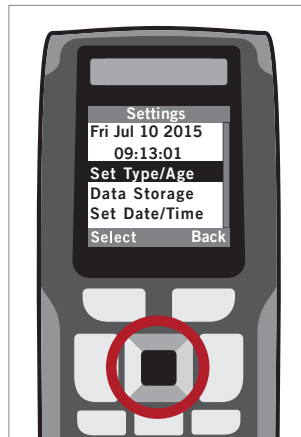 Settings
Fri Jul 10 2015
09:13:01
Set Type/Age
Data Storage
Set Date/Time
Select Back